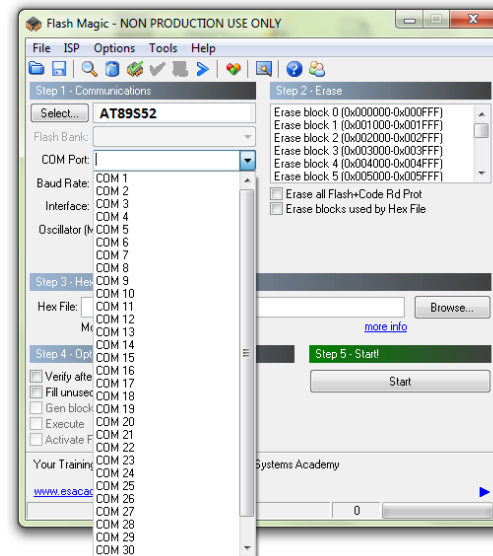 Flash Magic - NON PRODUCTION USE ONLY
File ISP Options Tools Help
Step 1 - Communications
Step 2 - Erase
Select... AT89S52
Flash Bank:
COM Port:
Baud Rate:
Interface:
Oscillator (M
Erase block 0 (0x000000-0x000FFF)
Erase block 1 (0x001000-0x001FFF)
Erase block 2 (0x002000-0x002FFF)
Erase block 3 (0x003000-0x003FFF)
Erase block 4 (0x004000-0x004FFF)
Erase block 5 (0x005000-0x005FFF)
Erase all Flash+Code Rd Prot
Erase blocks used by Hex File
COM 1
COM 2
COM 3
COM 4
COM 5
COM 6
COM 7
COM 8
COM 9
COM 10
COM 11
COM 12
COM 13
COM 14
COM 15
COM 16
COM 17
COM 18
COM 19
COM 20
COM 21
COM 22
COM 23
COM 24
COM 25
COM 26
COM 27
COM 28
COM 29
COM 30
Step 3 - Hex
Hex File:
Browse...
Mo
more info
Step 4 - Opt
Step 5 - Start!
Verify afte
Fill unused
Gen block
Execute
Activate F
Start
Your Training
Systems Academy
www.esacad
0